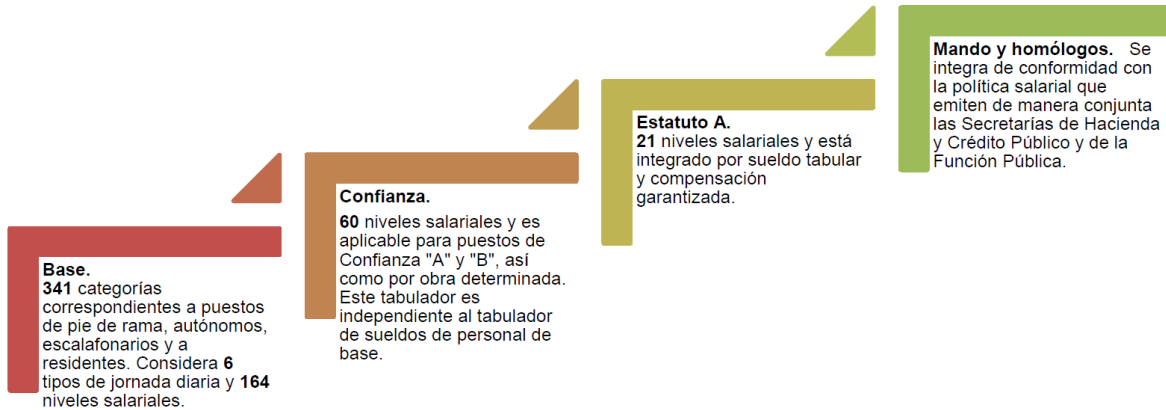 Base.
341 categorías
correspondientes a puestos
de pie de rama, autónomos,
escalafonarios y a
residentes. Considera 6
tipos de jornada diaria y 164
niveles salariales.
Confianza.
60 niveles salariales y es
aplicable para puestos de
Confianza "A" y "B", así
como por obra determinada.
Este tabulador es
independiente al tabulador
de sueldos de personal de
base.
Estatuto A.
21 niveles salariales y está
integrado por sueldo tabular
y compensación
garantizada.
Mando y homólogos. Se
integra de conformidad con
la política salarial que
emiten de manera conjunta
las Secretarías de Hacienda
y Crédito Público y de la
Función Pública.